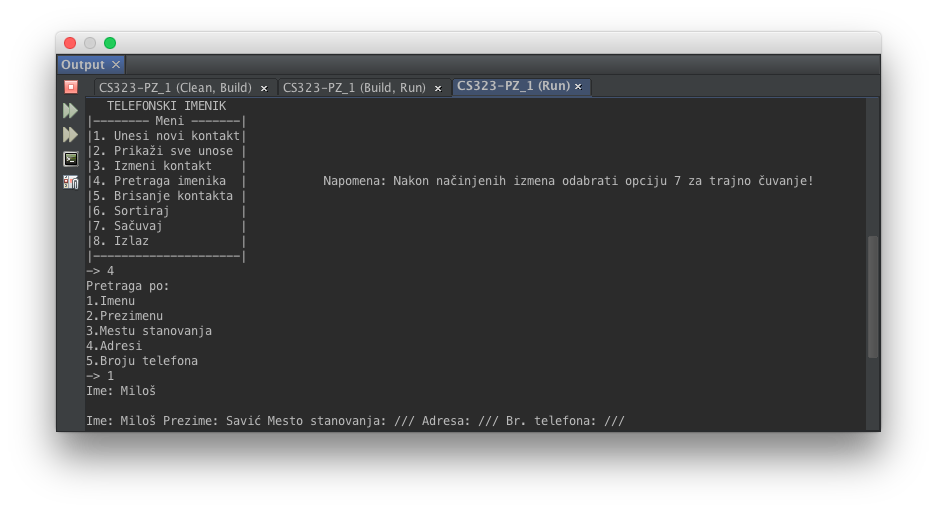 Output ×
CS323-PZ_1 (Clean, Build) × CS323-PZ_1 (Build, Run) × CS323-PZ_1 (Run) ×
TELEFONSKI IMENIK
|-------- Meni -------|
|1. Unesi novi kontakt|
|2. Prikaži sve unose |
|3. Izmeni kontakt |
|4. Pretraga imenika | Napomena: Nakon načinjenih izmena odabrati opciju 7 za trajno čuvanje!
|5. Brisanje kontakta |
|6. Sortiraj |
|7. Sačuvaj |
|8. Izlaz |
|---------------------|
-> 4
Pretraga po:
1.Imenu
2.Prezimenu
3.Mestu stanovanja
4.Adresi
5.Broju telefona
-> 1
Ime: Miloš
Ime: Miloš Prezime: Savić Mesto stanovanja: /// Adresa: /// Br. telefona: ///